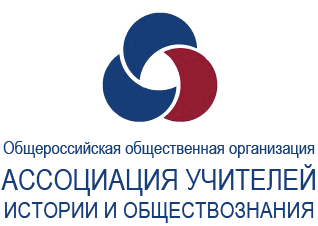 Общероссийская общественная организация
АССОЦИАЦИЯ УЧИТЕЛЕЙ
ИСТОРИИ И ОБЩЕСТВОЗНАНИЯ